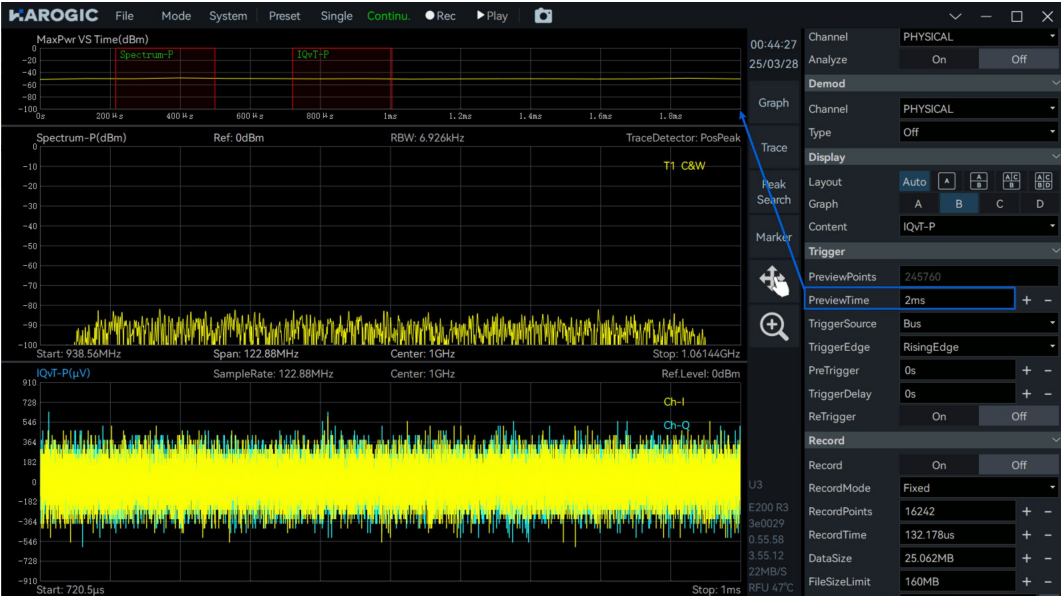 HAROGIC File Mode System Preset Single Continu. Rec Play
MaxPwr VS Time(dBm)
0
-20
-40
-60
-80
-100
Spectrum-P
IQvT-P
0s 200μs 400μs 600μs 800μs 1ms 1.2ms 1.4ms 1.6ms 1.8ms
Spectrum-P(dBm) Ref: 0dBm RBW: 6.926kHz TraceDetector: PosPeak
T1 C&W
0
-10
-20
-30
-40
-50
-60
-70
-80
-90
-100
Start: 938.56MHz Span: 122.88MHz Center: 1GHz Stop: 1.06144GHz
IQvT-P(μV) SampleRate: 122.88MHz Center: 1GHz Ref.Level: 0dBm
Ch-I
Ch-Q
910
728
546
364
182
0
-182
-364
-546
-728
-910
Start: 720.5μs Stop: 1ms
00:44:27
25/03/28
Graph
Trace
Peak
Search
Marker
U3
E200 R3
3e0029
0.55.58
3.55.12
22MB/S
RFU 47℃
Channel PHYSICAL
Analyze On Off
Demod
Channel PHYSICAL
Type Off
Display
Layout Auto A A B A C B A C B D
Graph A B C D
Content IQvT-P
Trigger
PreviewPoints 245760
PreviewTime 2ms + -
TriggerSource Bus
TriggerEdge RisingEdge
PreTrigger 0s + -
TriggerDelay 0s + -
ReTrigger On Off
Record
Record On Off
RecordMode Fixed
RecordPoints 16242 + -
RecordTime 132.178us + -
DataSize 25.062MB + -
FileSizeLimit 160MB + -